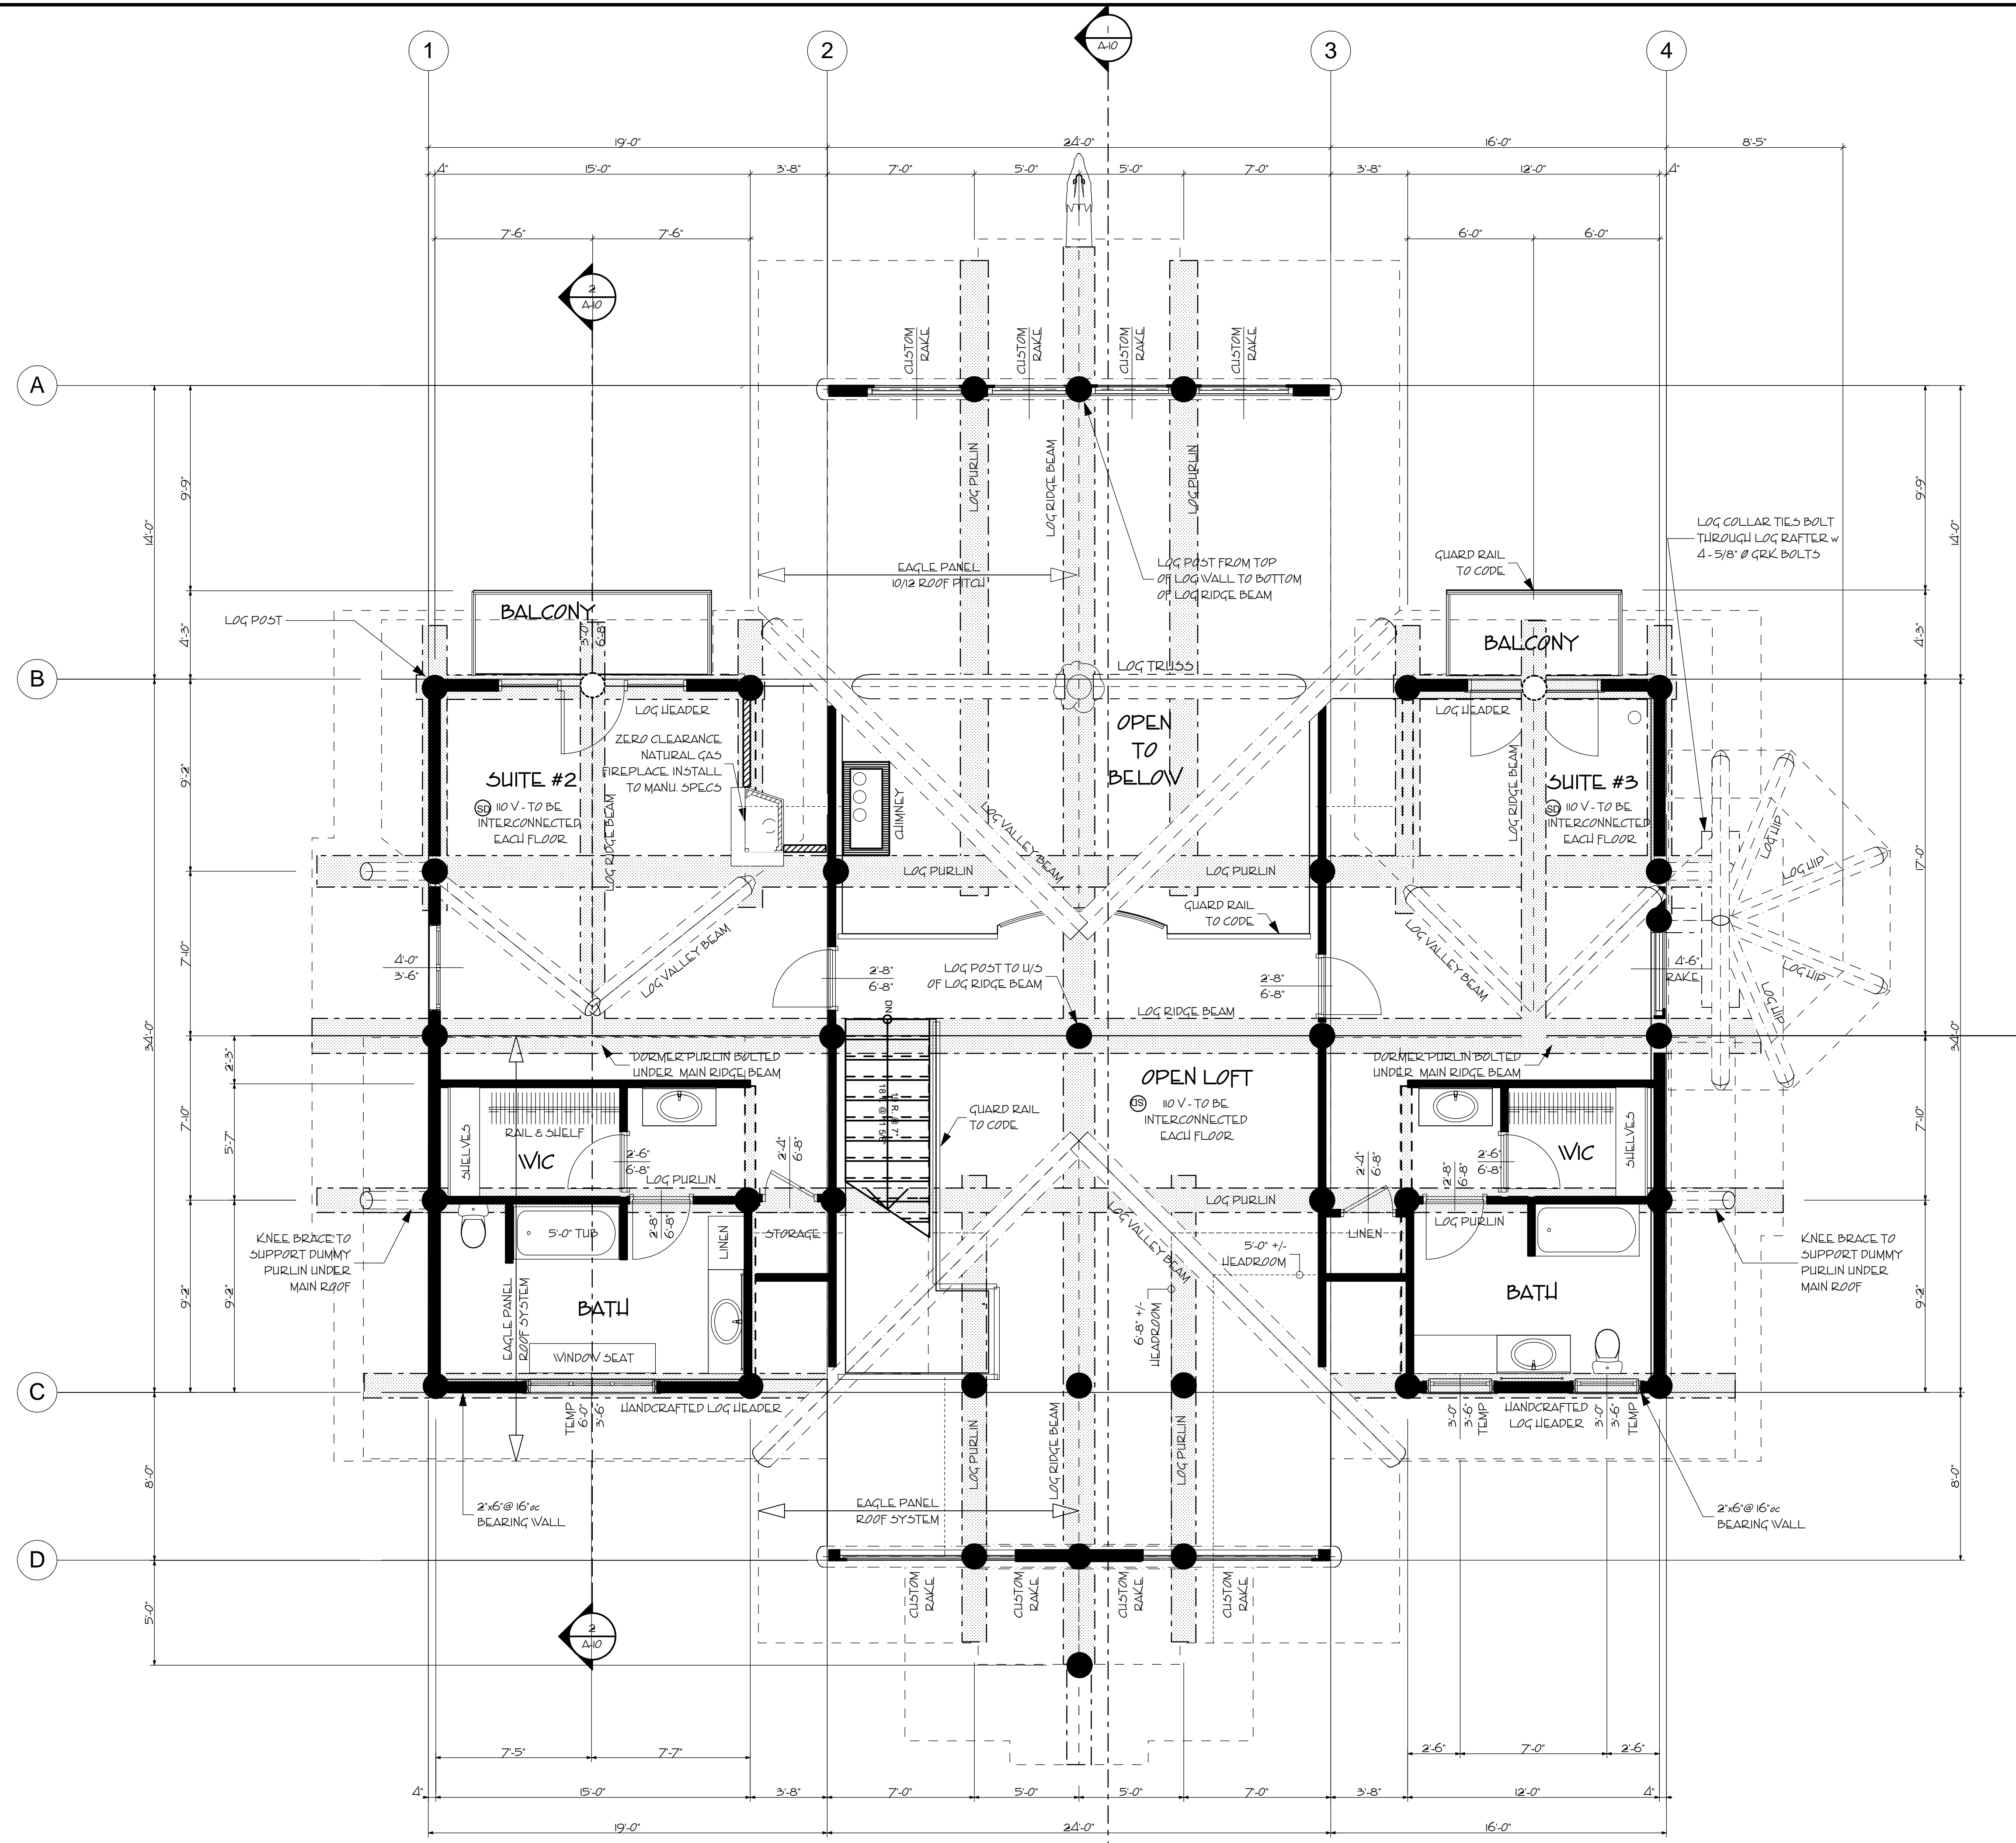 1
2
1
A-10
3
4
19'-0"
24'-0"
16'-0"
8'-5"
4"
15'-0"
3'-8"
7'-0"
5'-0"
5'-0"
7'-0"
3'-8"
12'-0"
4"
7'-6"
7'-6"
6'-0"
6'-0"
2
A-10
CUSTOM
RAKE
CUSTOM
RAKE
CUSTOM
RAKE
CUSTOM
RAKE
A
9'-9"
14'-0"
LOG PURLIN
LOG RIDGE BEAM
LOG PURLIN
9'-9"
14'-0"
LOG COLLAR TIES BOLT
THROUGH LOG RAFTER w
4 - 5/8" Ø GRK BOLTS
GUARD RAIL
TO CODE
EAGLE PANEL
10/12 ROOF PITCH
LOG POST FROM TOP
OF LOG WALL TO BOTTOM
OF LOG RIDGE BEAM
LOG POST
BALCONY
3'-0"
6'-8"
BALCONY
4'-3"
4'-3"
B
LOG TRUSS
LOG HEADER
LOG HEADER
OPEN
TO
BELOW
ZERO CLEARANCE
NATURAL GAS
FIREPLACE INSTALL
TO MANU. SPECS
SUITE #2
SD 110 V - TO BE
INTERCONNECTED
EACH FLOOR
LOG RIDGE BEAM
CHIMNEY
LOG VALLEY BEAM
LOG RIDGE BEAM
SUITE #3
SD 110 V - TO BE
INTERCONNECTED
EACH FLOOR
9'-2"
17'-0"
LOG HIP
LOG HIP
LOG HIP
LOG HIP
LOG PURLIN
LOG PURLIN
GUARD RAIL
TO CODE
7'-10"
4'-0"
3'-6"
LOG VALLEY BEAM
2'-8"
6'-8"
LOG POST TO U/S
OF LOG RIDGE BEAM
2'-8"
6'-8"
LOG VALLEY BEAM
4'-6"
RAKE
DN
LOG RIDGE BEAM
34'-0"
34'-0"
DORMER PURLIN BOLTED
UNDER MAIN RIDGE BEAM
DORMER PURLIN BOLTED
UNDER MAIN RIDGE BEAM
2'-3"
OPEN LOFT
SD 110 V - TO BE
INTERCONNECTED
EACH FLOOR
GUARD RAIL
TO CODE
7'-10"
5'-7"
7'-10"
SHELVES
RAIL & SHELF
WIC
2'-6"
6'-8"
2'-4"
6'-8"
2'-4"
6'-8"
2'-8"
6'-8"
2'-6"
6'-8"
WIC
SHELVES
LOG PURLIN
LOG PURLIN
LOG PURLIN
5'-0" TUB
2'-8"
6'-8"
LINEN
STORAGE
LOG VALLEY BEAM
LINEN
KNEE BRACE TO
SUPPORT DUMMY
PURLIN UNDER
MAIN ROOF
5'-0" +/-
HEADROOM
KNEE BRACE TO
SUPPORT DUMMY
PURLIN UNDER
MAIN ROOF
9'-2"
9'-2"
9'-2"
EAGLE PANEL
ROOF SYSTEM
BATH
WINDOW SEAT
6'-8" +/-
HEADROOM
BATH
C
TEMP
6'-0"
3'-6"
HANDCRAFTED LOG HEADER
3'-0"
3'-6"
TEMP
HANDCRAFTED
LOG HEADER
3'-0"
3'-6"
TEMP
LOG PURLIN
LOG RIDGE BEAM
LOG PURLIN
8'-0"
8'-0"
2"x6"@ 16"oc
BEARING WALL
EAGLE PANEL
ROOF SYSTEM
2"x6"@ 16"oc
BEARING WALL
D
CUSTOM
RAKE
CUSTOM
RAKE
CUSTOM
RAKE
CUSTOM
RAKE
5'-0"
2
A-10
7'-5"
7'-7"
2'-6"
7'-0"
2'-6"
4"
15'-0"
3'-8"
7'-0"
5'-0"
5'-0"
7'-0"
3'-8"
12'-0"
4"
19'-0"
24'-0"
16'-0"